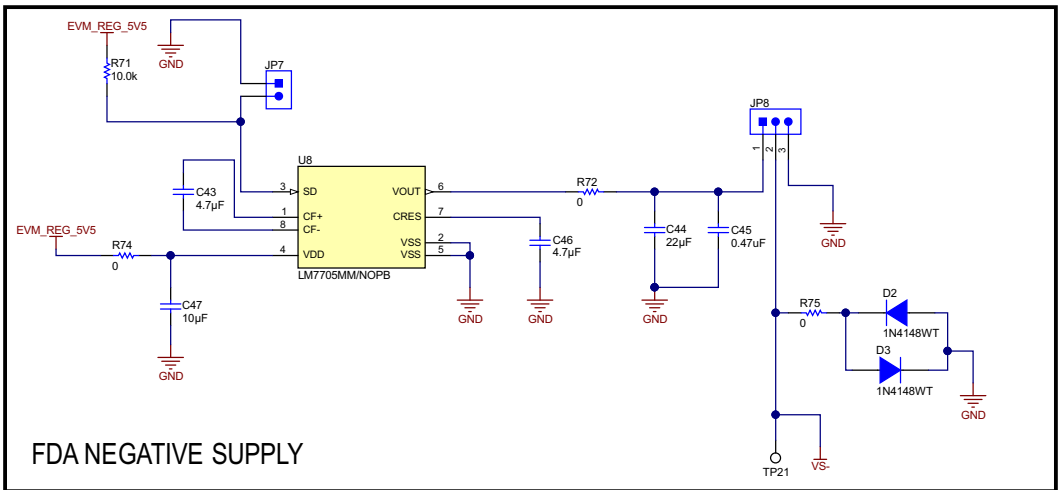 EVM_REG_5V5
R71
10.0k
GND
JP7
U8
C43
4.7µF
3
SD
1
CF+
8
CF-
4
VDD
VOUT
6
CRES
7
VSS
2
VSS
5
LM7705MM/NOPB
EVM_REG_5V5
R74
0
C47
10µF
GND
GND
C46
4.7µF
GND
R72
0
C44
22µF
C45
0.47uF
GND
JP8
1
2
3
GND
R75
0
D2
1N4148WT
D3
1N4148WT
GND
TP21
VS-
FDA NEGATIVE SUPPLY